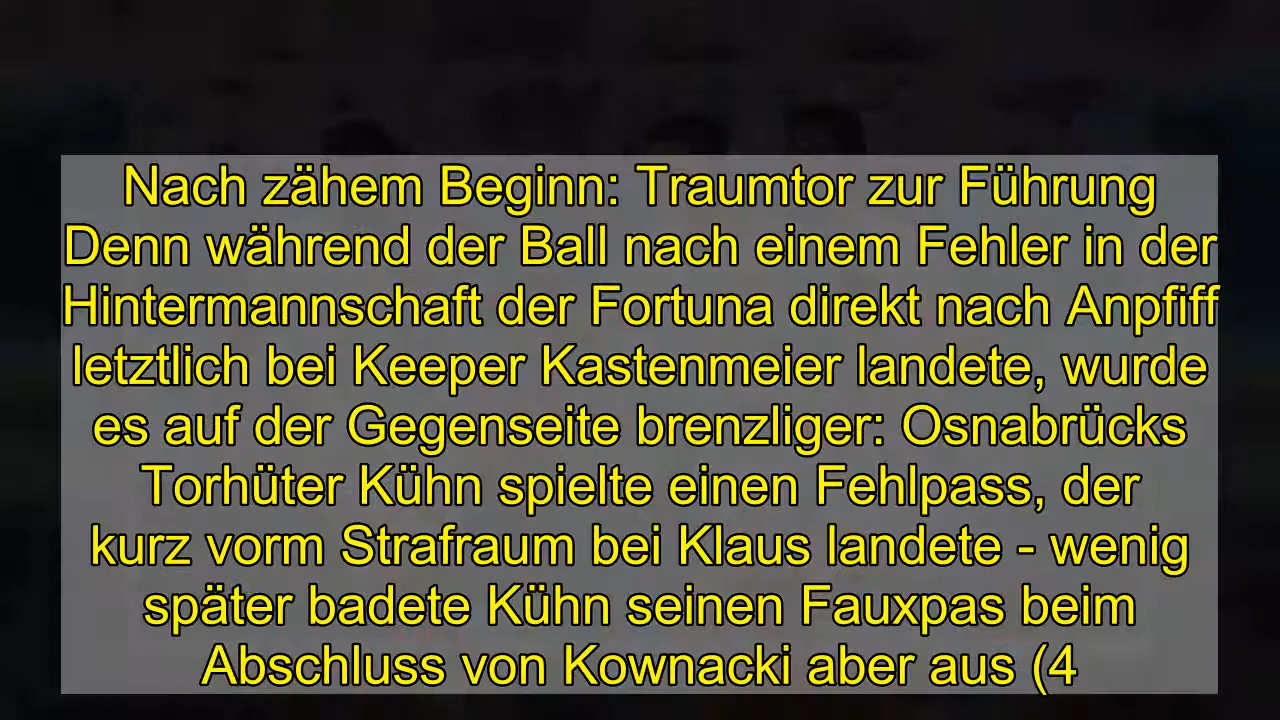 Nach zähem Beginn: Traumtor zur Führung
Denn während der Ball nach einem Fehler in der
Hintermannschaft der Fortuna direkt nach Anpfiff
letztlich bei Keeper Kastenmeier landete, wurde
es auf der Gegenseite brenzliger: Osnabrücks
Torhüter Kühn spielte einen Fehlpass, der
kurz vorm Strafraum bei Klaus landete - wenig
später badete Kühn seinen Fauxpas beim
Abschluss von Kownacki aber aus (4